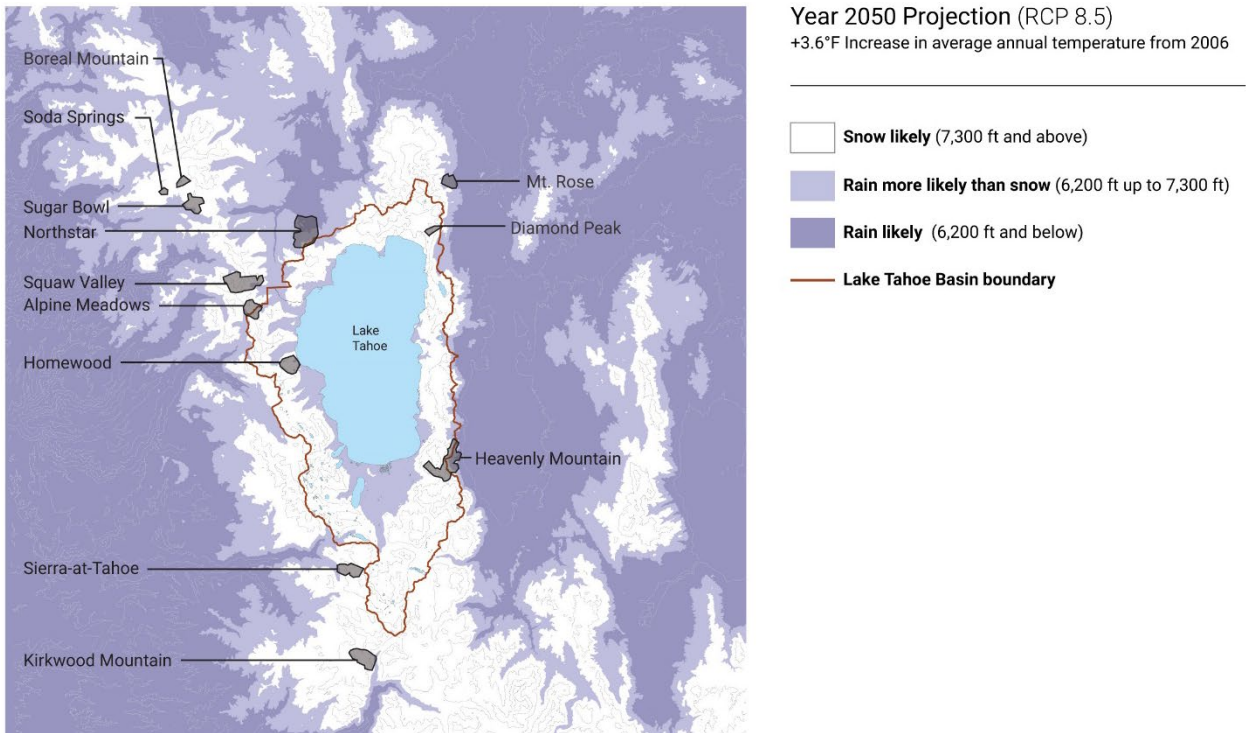 Boreal Mountain
Soda Springs
Sugar Bowl
Northstar
Squaw Valley
Alpine Meadows
Homewood
Sierra-at-Tahoe
Kirkwood Mountain
Mt. Rose
Diamond Peak
Lake
Tahoe
Heavenly Mountain
Year 2050 Projection (RCP 8.5)
+3.6°F Increase in average annual temperature from 2006
Snow likely (7,300 ft and above)
Rain more likely than snow (6,200 ft up to 7,300 ft)
Rain likely (6,200 ft and below)
Lake Tahoe Basin boundary